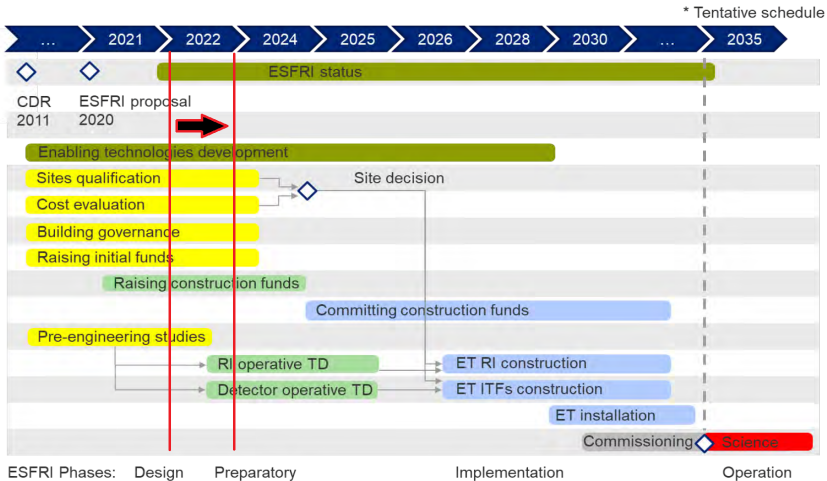 * Tentative schedule
... 2021 2022 2024 2025 2026 2028 2030 ... 2035
ESFRI status
CDR ESFRI proposal
2011 2020
Enabling technologies development
Sites qualification Site decision
Cost evaluation
Building governance
Raising initial funds
Raising construction funds
Committing construction funds
Pre-engineering studies
RI operative TD ET RI construction
Detector operative TD ET ITFs construction
ET installation
Commissioning Science
ESFRI Phases: Design Preparatory Implementation Operation